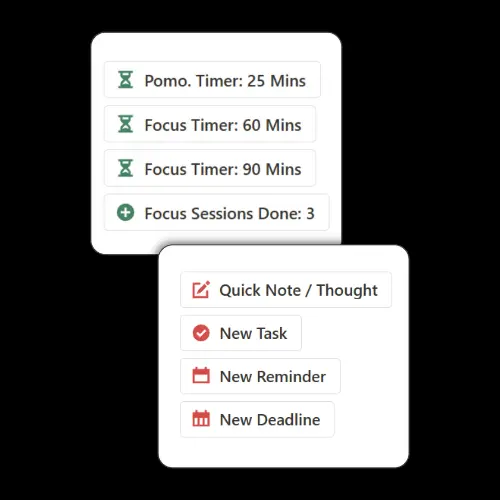 Pomo. Timer: 25 Mins
Focus Timer: 60 Mins
Focus Timer: 90 Mins
Focus Sessions Done: 3
Quick Note / Thought
New Task
New Reminder
New Deadline